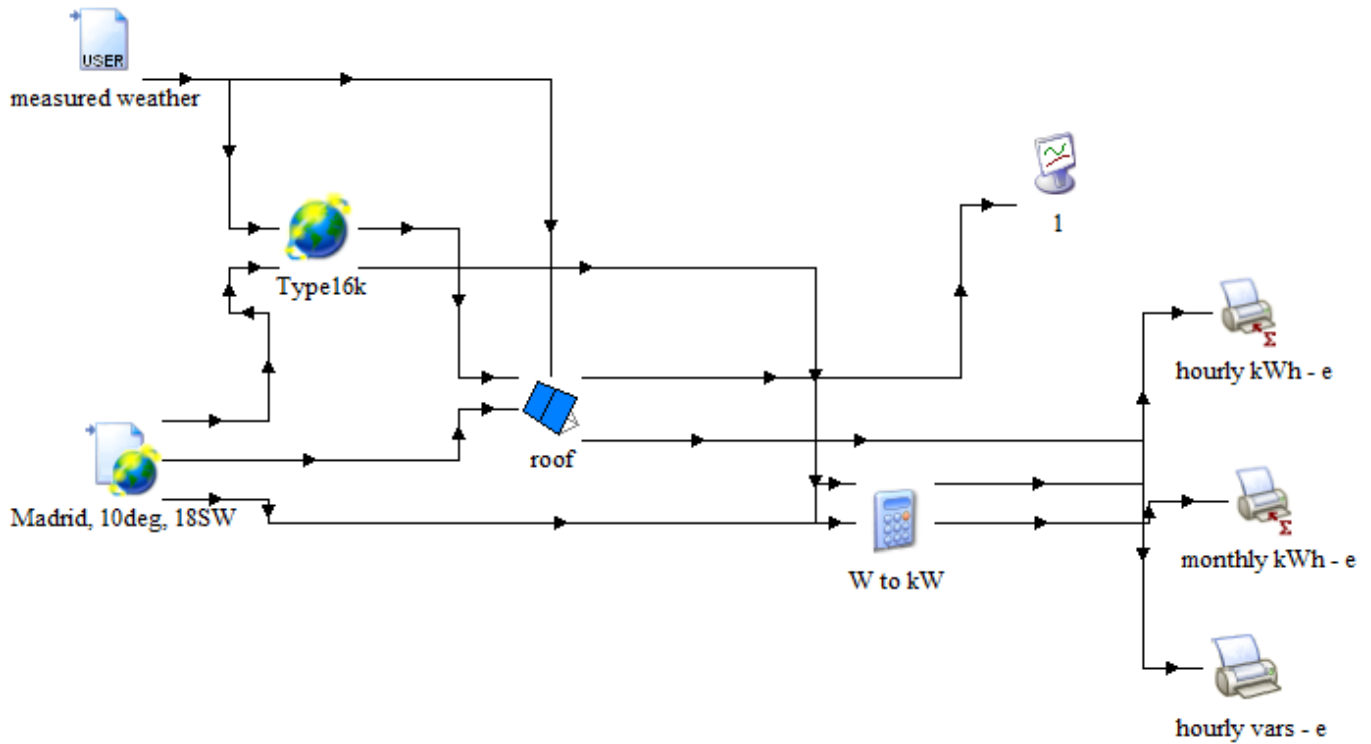 USER
measured weather
1
Type16k
hourly kWh - e
roof
Madrid, 10deg, 18SW
Σ
monthly kWh - e
W to kW
Σ
hourly vars - e